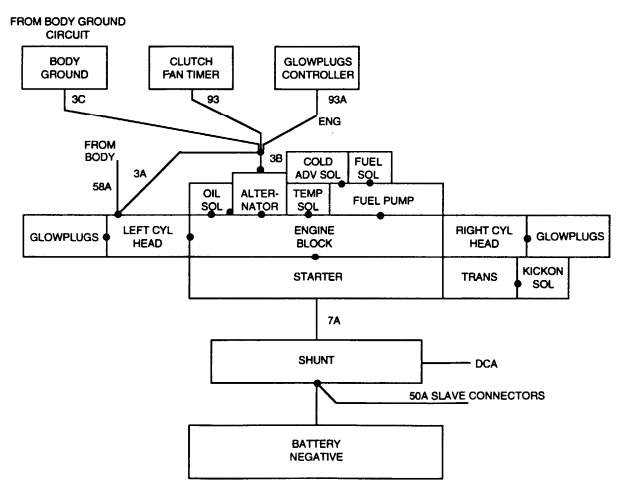 FROM BODY GROUND
CIRCUIT
BODY
GROUND
CLUTCH
FAN TIMER
GLOWPLUGS
CONTROLLER
3C
93
93A
ENG
FROM
BODY
3A
3B
58A
COLD
ADV SOL
FUEL
SOL
OIL
SOL
ALTER-
NATOR
TEMP
SOL
FUEL PUMP
GLOWPLUGS
LEFT CYL
HEAD
ENGINE
BLOCK
RIGHT CYL
HEAD
GLOWPLUGS
STARTER
TRANS
KICKON
SOL
7A
SHUNT
DCA
50A SLAVE CONNECTORS
BATTERY
NEGATIVE